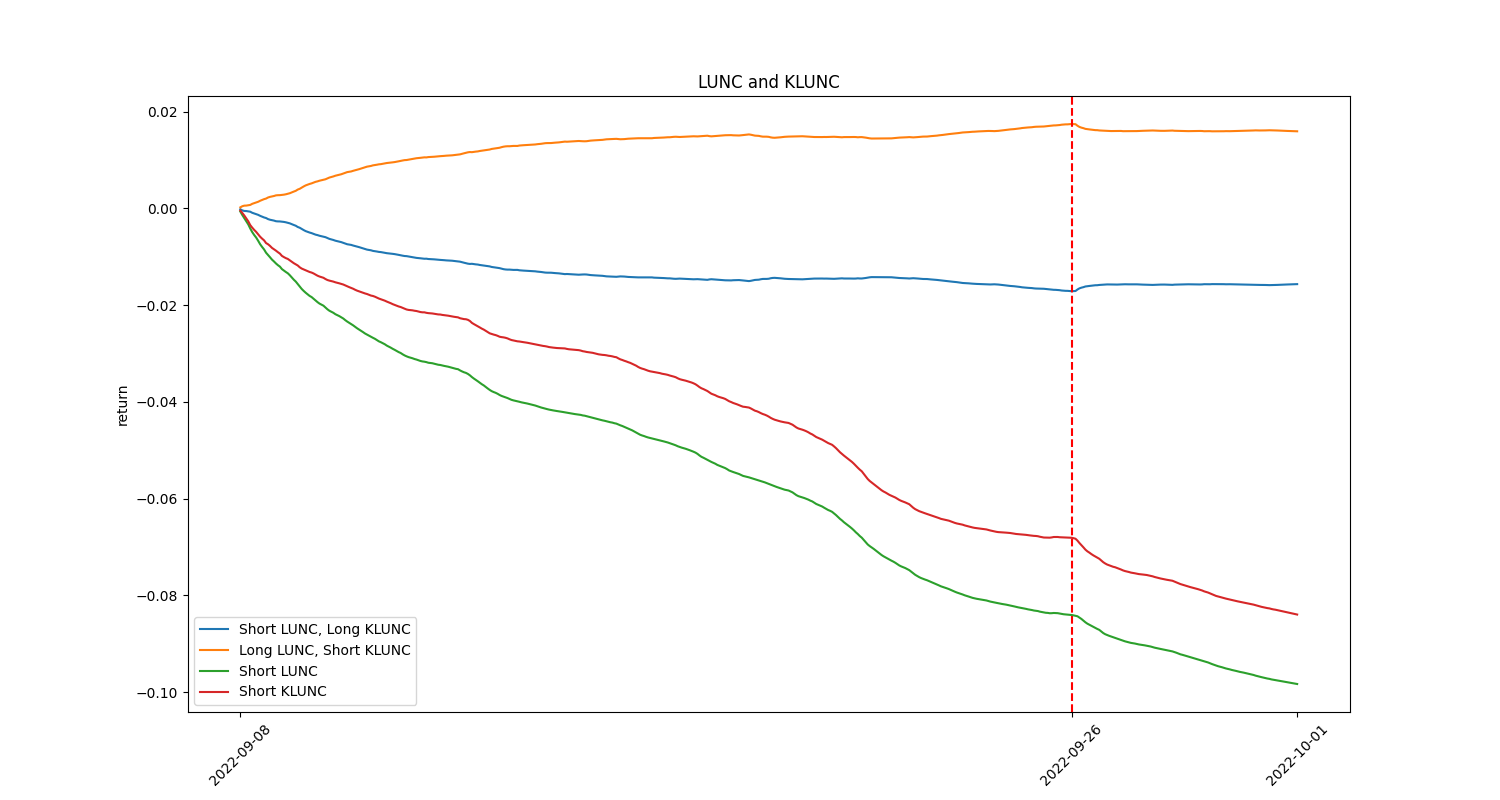 LUNC and KLUNC
return
0.02
0.00
−0.02
−0.04
−0.06
−0.08
−0.10
Short LUNC, Long KLUNC
Long LUNC, Short KLUNC
Short LUNC
Short KLUNC
2022-09-08
2022-09-26
2022-10-01